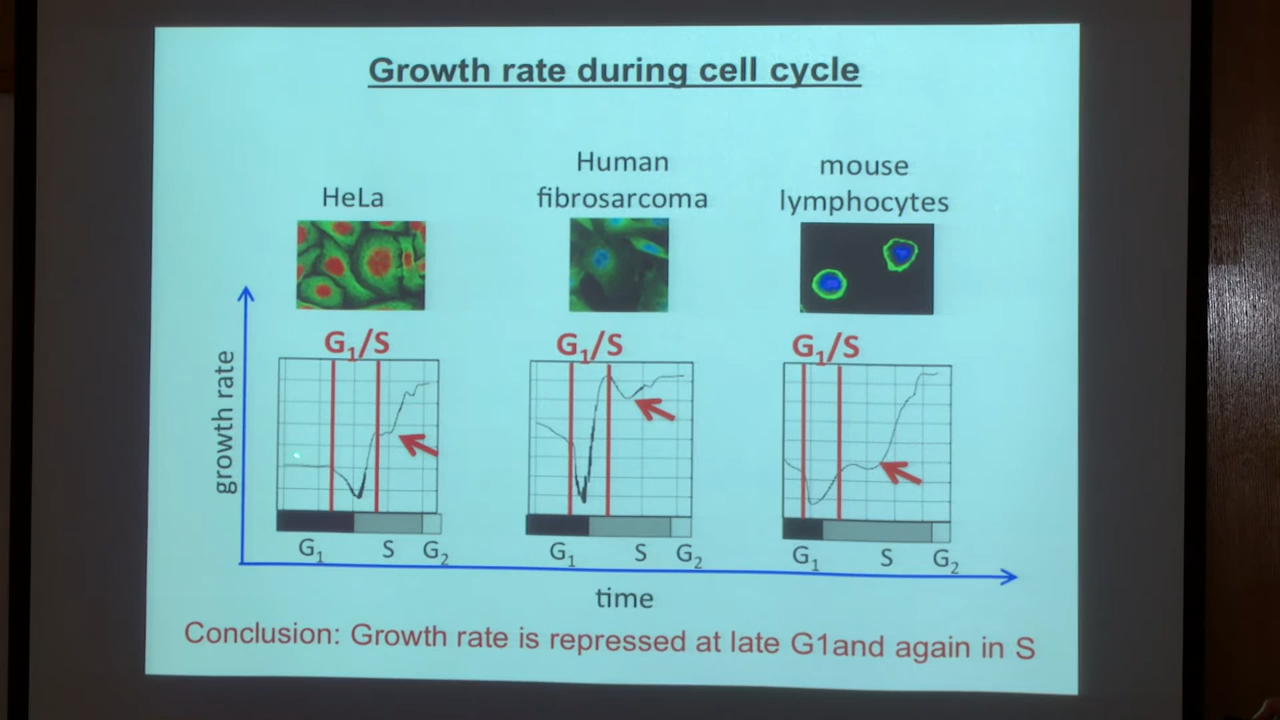 Growth rate during cell cycle
HeLa
Human
fibrosarcoma
mouse
lymphocytes
G₁/S
G₁/S
G₁/S
growth rate
G₁ S G₂
G₁ S G₂
G₁ S G₂
time
Conclusion: Growth rate is repressed at late G1and again in S